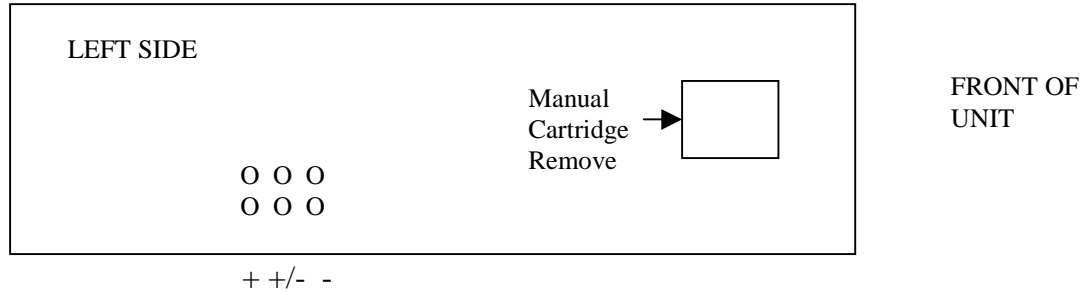 LEFT SIDE
Manual
Cartridge
Remove
FRONT OF
UNIT
O O O
O O O
+ +/- -